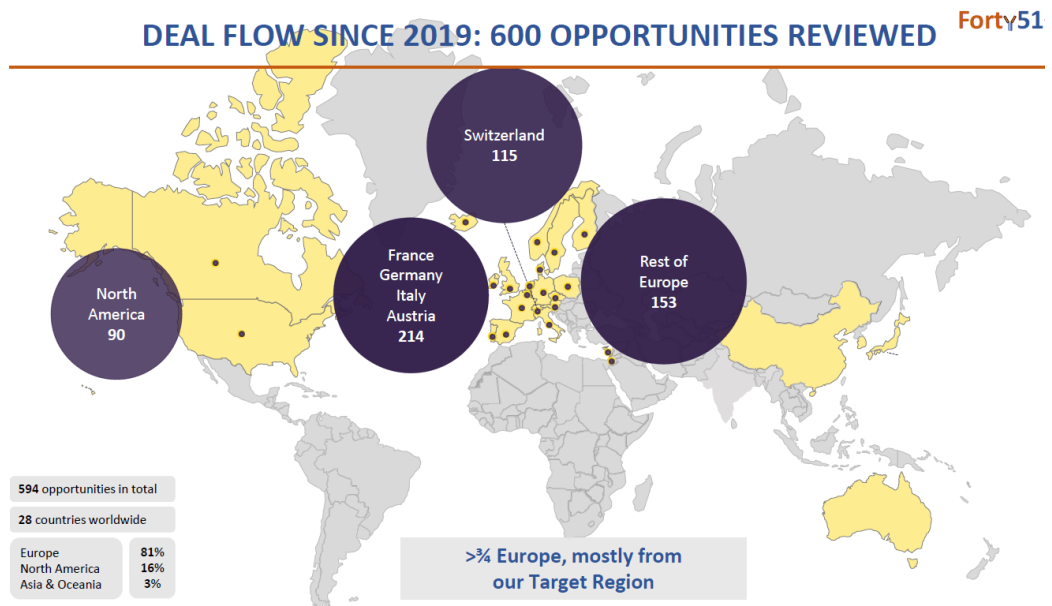 DEAL FLOW SINCE 2019: 600 OPPORTUNITIES REVIEWED
Forty51
Switzerland
115
France
Germany
Italy
Austria
214
Rest of
Europe
153
North
America
90
594 opportunities in total
28 countries worldwide
Europe 81%
North America 16%
Asia & Oceania 3%
>¾ Europe, mostly from
our Target Region